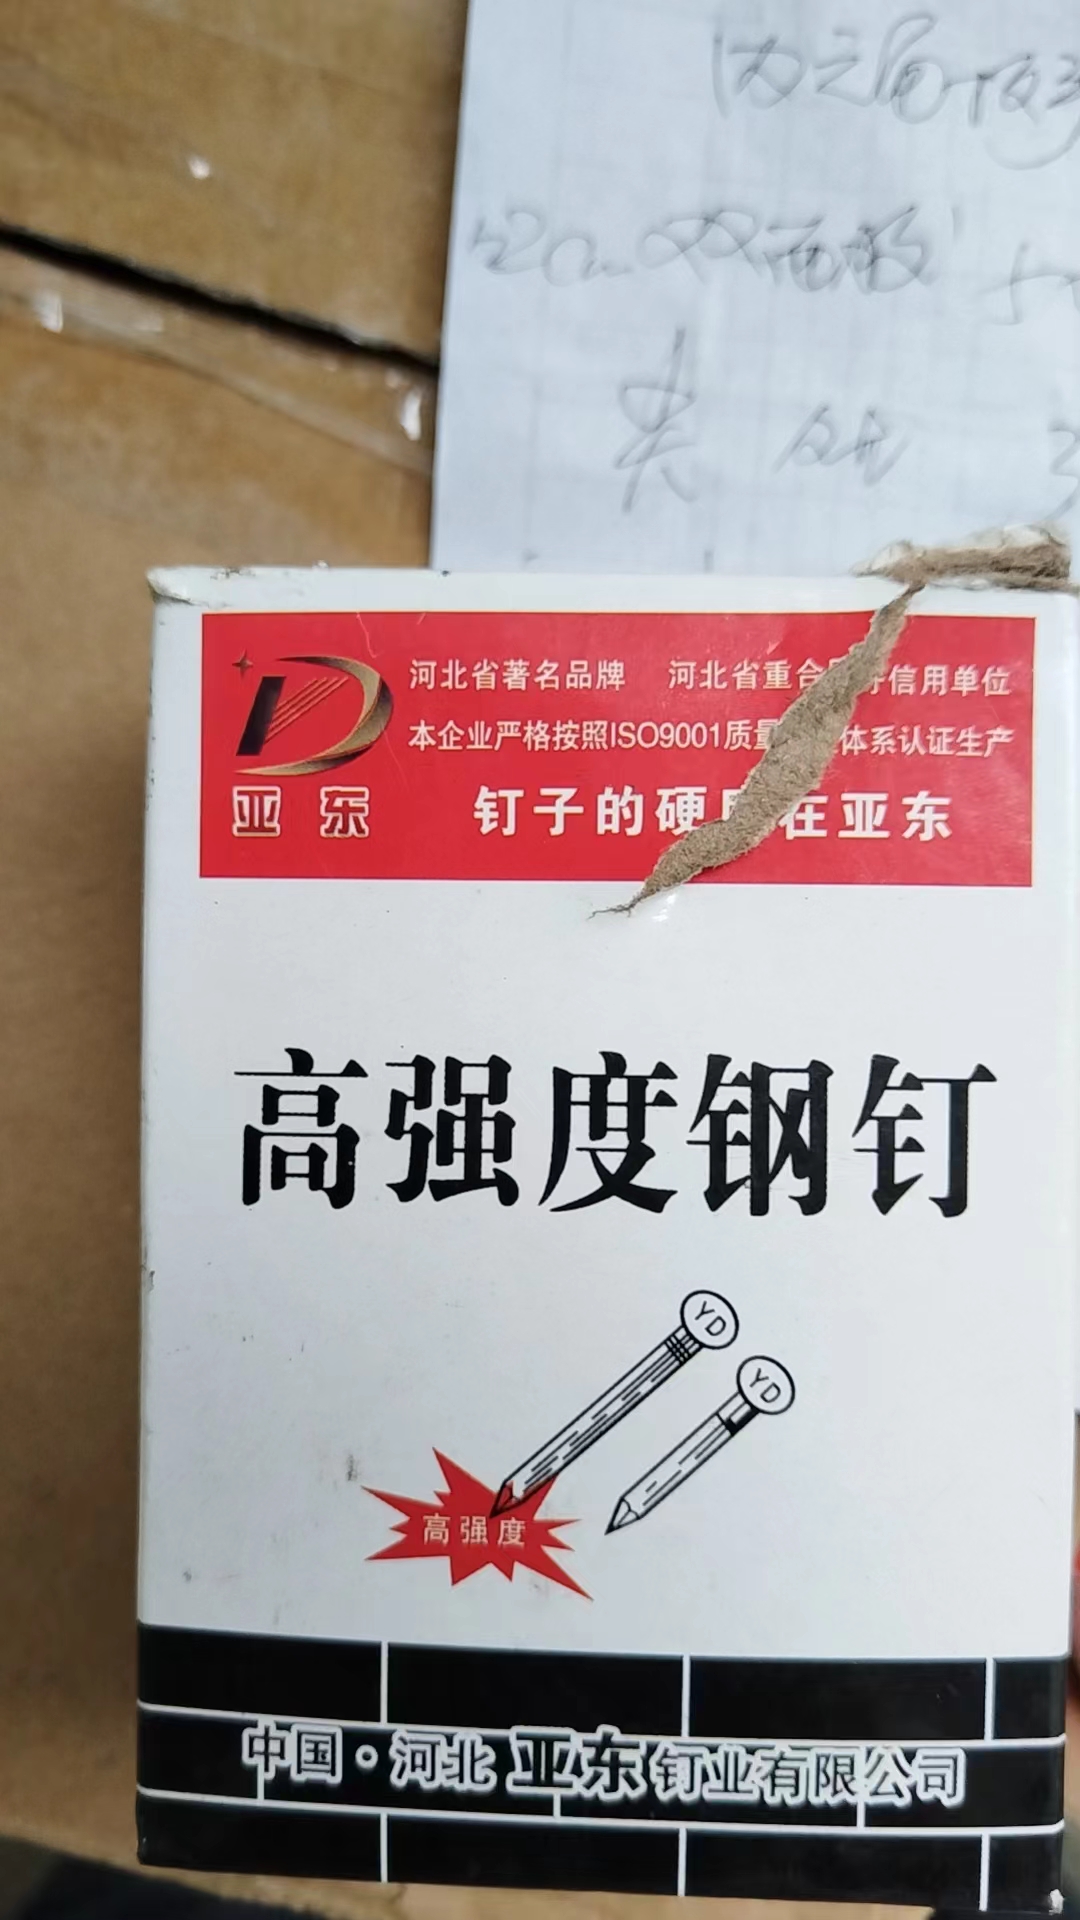 双面胶
河北省著名品牌 河北省重合 信用单位
本企业严格按照ISO9001质量 体系认证生产
亚东 钉子的硬 在亚东
高强度钢钉
YD
YD
高强度
中国·河北亚东钉业有限公司